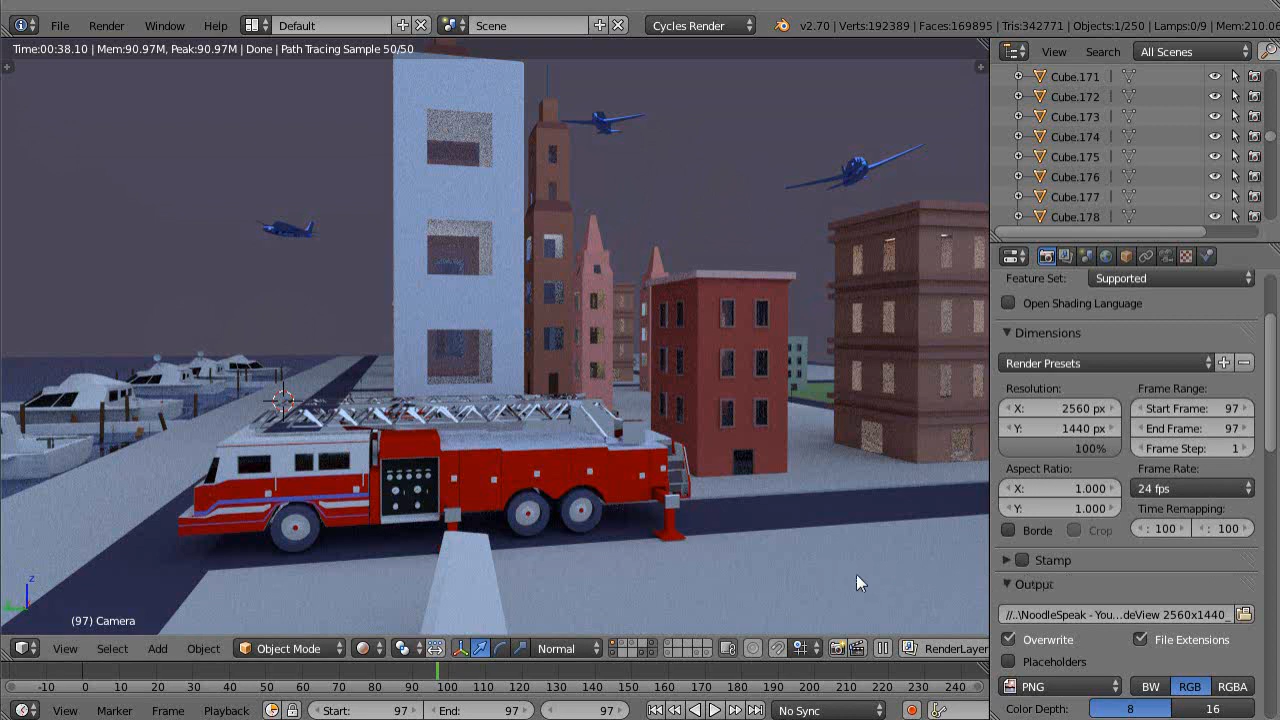 File Render Window Help Default Scene Cycles Render v2.70 | Verts:192389 | Faces:169895 | Tris:342771 | Objects:1/250 | Lamps:0/9 |
Time:00:38.10 | Mem:90.97M, Peak:90.97M | Done | Path Tracing Sample 50/50
View Search All Scenes
Cube.171
Cube.172
Cube.173
Cube.174
Cube.175
Cube.176
Cube.177
Cube.178
Feature Set: Supported
Open Shading Language
Dimensions
Render Presets
Resolution: Frame Range:
X: 2560 px Start Frame: 97
Y: 1440 px End Frame: 97
100% Frame Step: 1
Aspect Ratio: Frame Rate:
X: 1.000 24 fps
Y: 1.000 Time Remapping:
Borde Crop : 100 : 100
Stamp
Output
//..\NoodleSpeak - You...deView 2560x1440_
Overwrite File Extensions
Placeholders
PNG BW RGB RGBA
Color Depth: 8 16
z
(97) Camera
View Select Add Object Object Mode Normal RenderLayer
-10 0 10 20 30 40 50 60 70 80 90 100 110 120 130 140 150 160 170 180 190 200 210 220 230 240
View Marker Frame Playback Start: 97 End: 97 97 No Sync